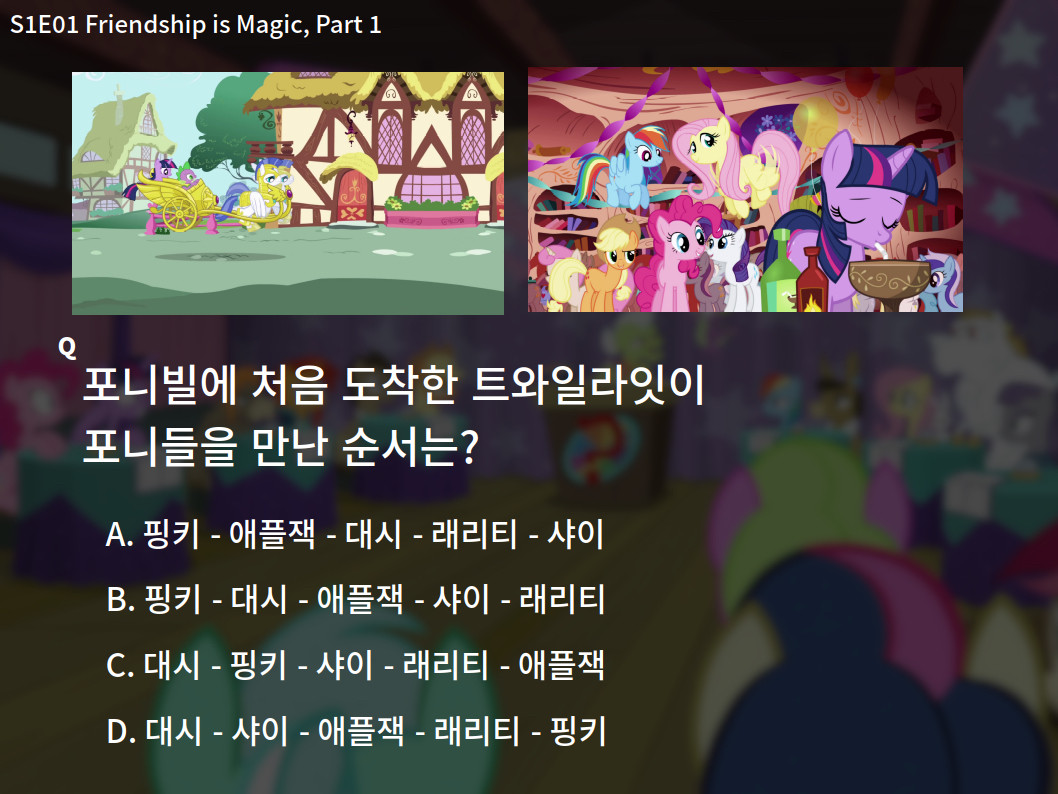 S1E01 Friendship is Magic, Part 1
Q
포니빌에 처음 도착한 트와일라잇이
포니들을 만난 순서는?
A. 핑키 - 애플잭 - 대시 - 래리티 - 샤이
B. 핑키 - 대시 - 애플잭 - 샤이 - 래리티
C. 대시 - 핑키 - 샤이 - 래리티 - 애플잭
D. 대시 - 샤이 - 애플잭 - 래리티 - 핑키